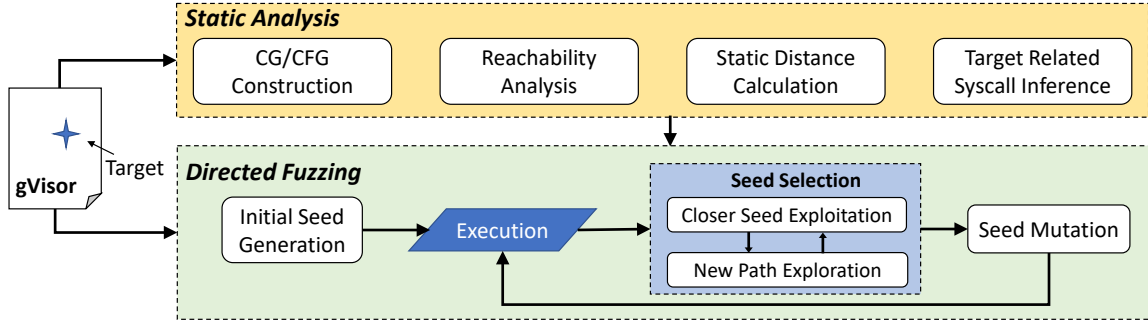 Static Analysis
CG/CFG
Construction
Reachability
Analysis
Static Distance
Calculation
Target Related
Syscall Inference
Target
gVisor
Directed Fuzzing
Initial Seed
Generation
Execution
Seed Selection
Closer Seed Exploitation
New Path Exploration
Seed Mutation